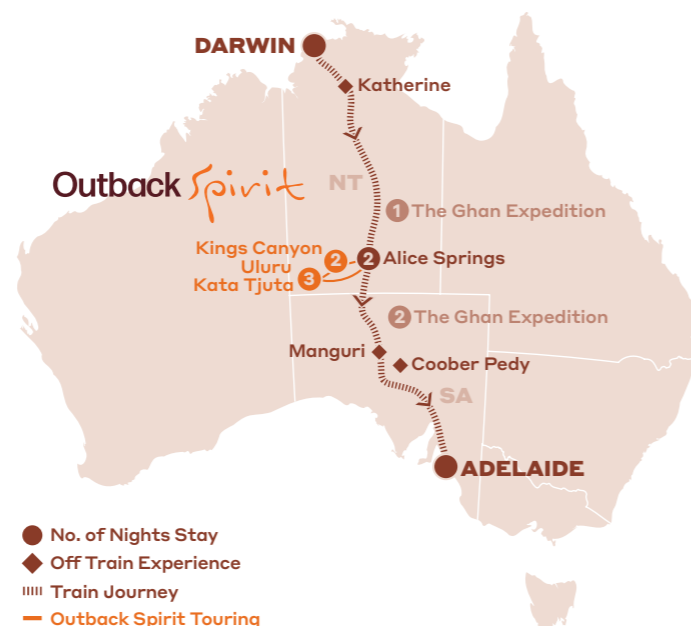 DARWIN
Katherine
Outback Spirit
NT
1 The Ghan Expedition
Kings Canyon
2
2 Alice Springs
Uluru
Kata Tjuta 3
2 The Ghan Expedition
Manguri
Coober Pedy
SA
ADELAIDE
No. of Nights Stay
Off Train Experience
Train Journey
Outback Spirit Touring